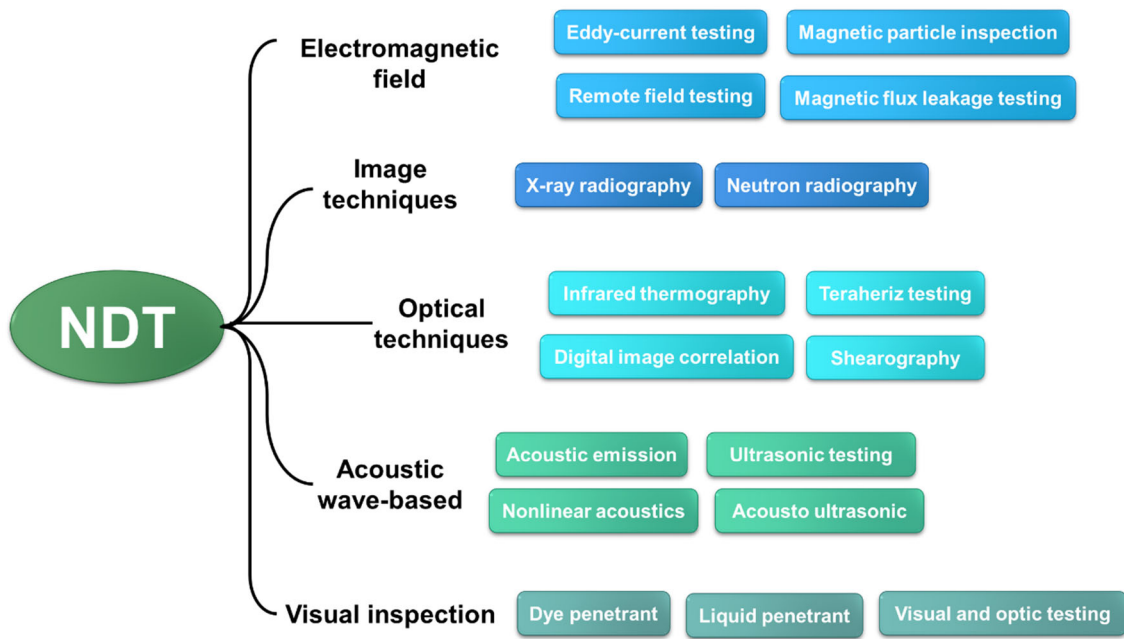 NDT
Electromagnetic
field
Eddy-current testing
Magnetic particle inspection
Remote field testing
Magnetic flux leakage testing
Image
techniques
X-ray radiography
Neutron radiography
Optical
techniques
Infrared thermography
Teraheriz testing
Digital image correlation
Shearography
Acoustic
wave-based
Acoustic emission
Ultrasonic testing
Nonlinear acoustics
Acousto ultrasonic
Visual inspection
Dye penetrant
Liquid penetrant
Visual and optic testing